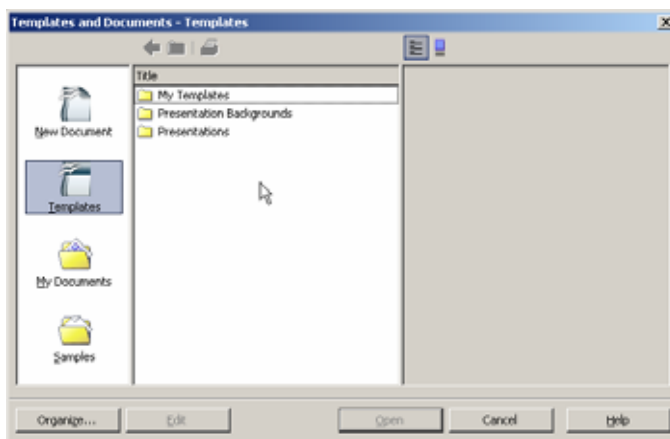 Templates and Documents - Templates
Title
My Templates
Presentation Backgrounds
Presentations
New Document
Templates
My Documents
Samples
Organize...
Edit
Open
Cancel
Help